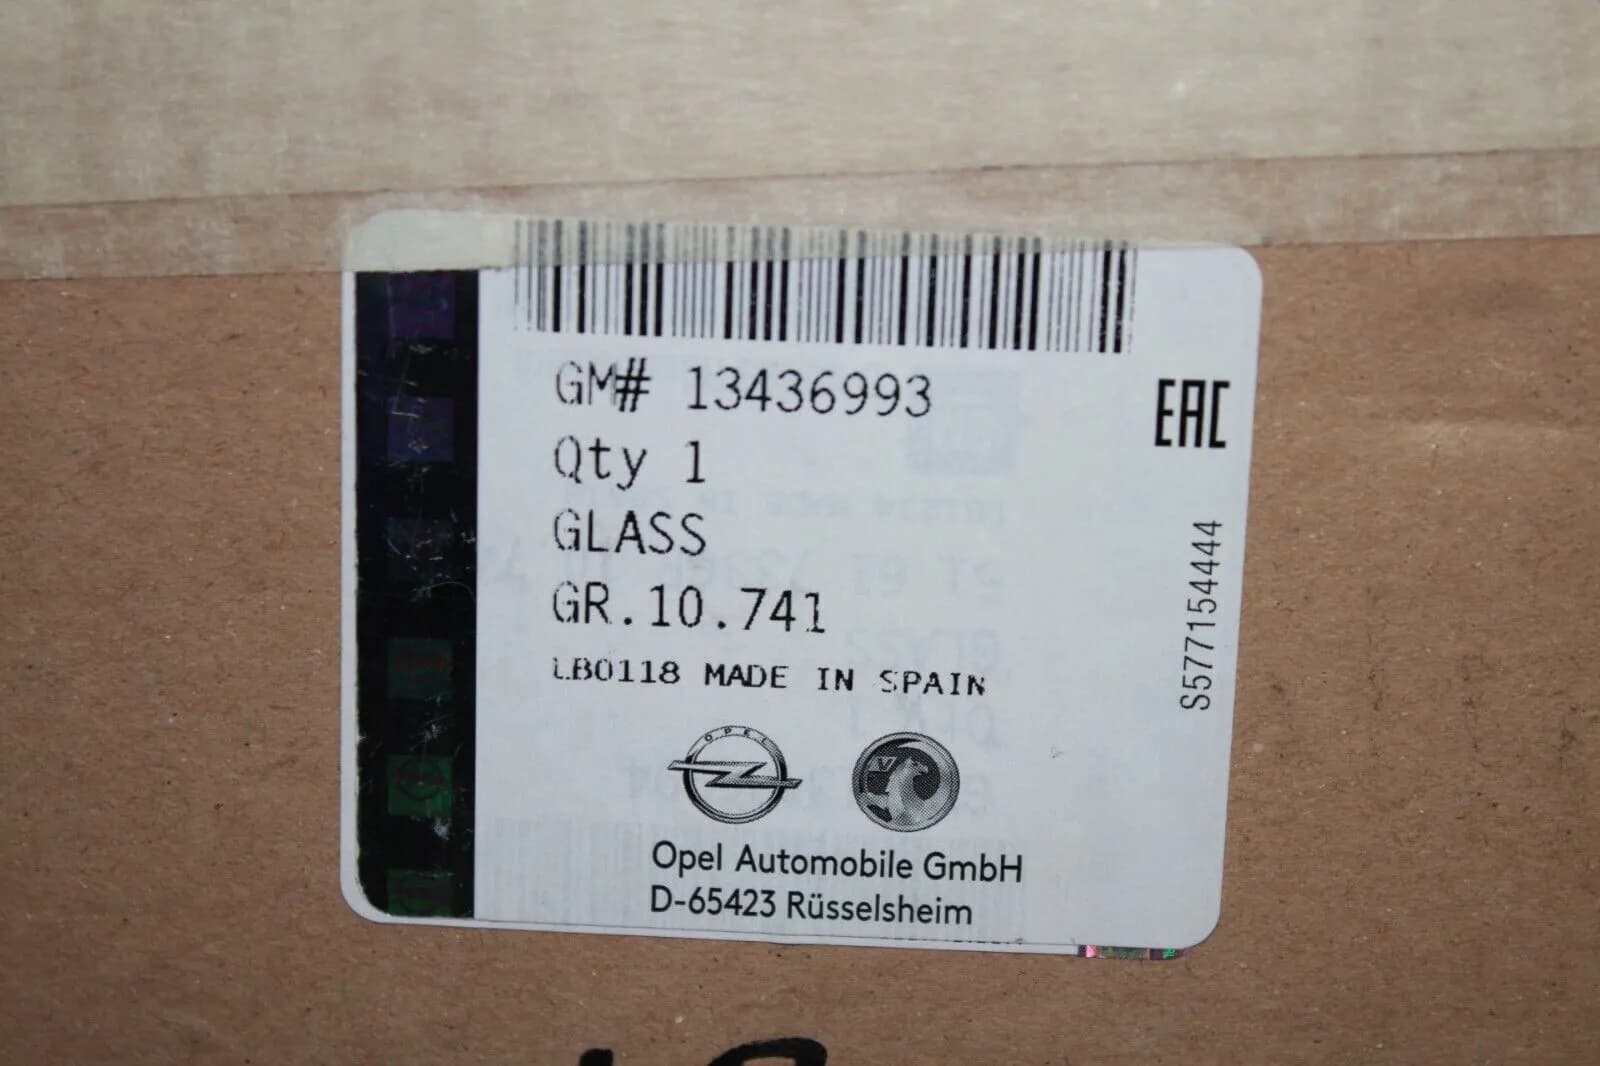 GM# 13436993
EAC
Qty 1
GLASS
GR.10.741
LB0118 MADE IN SPAIN
S577154444
OPEL
V
Opel Automobile GmbH
D-65423 Rüsselsheim